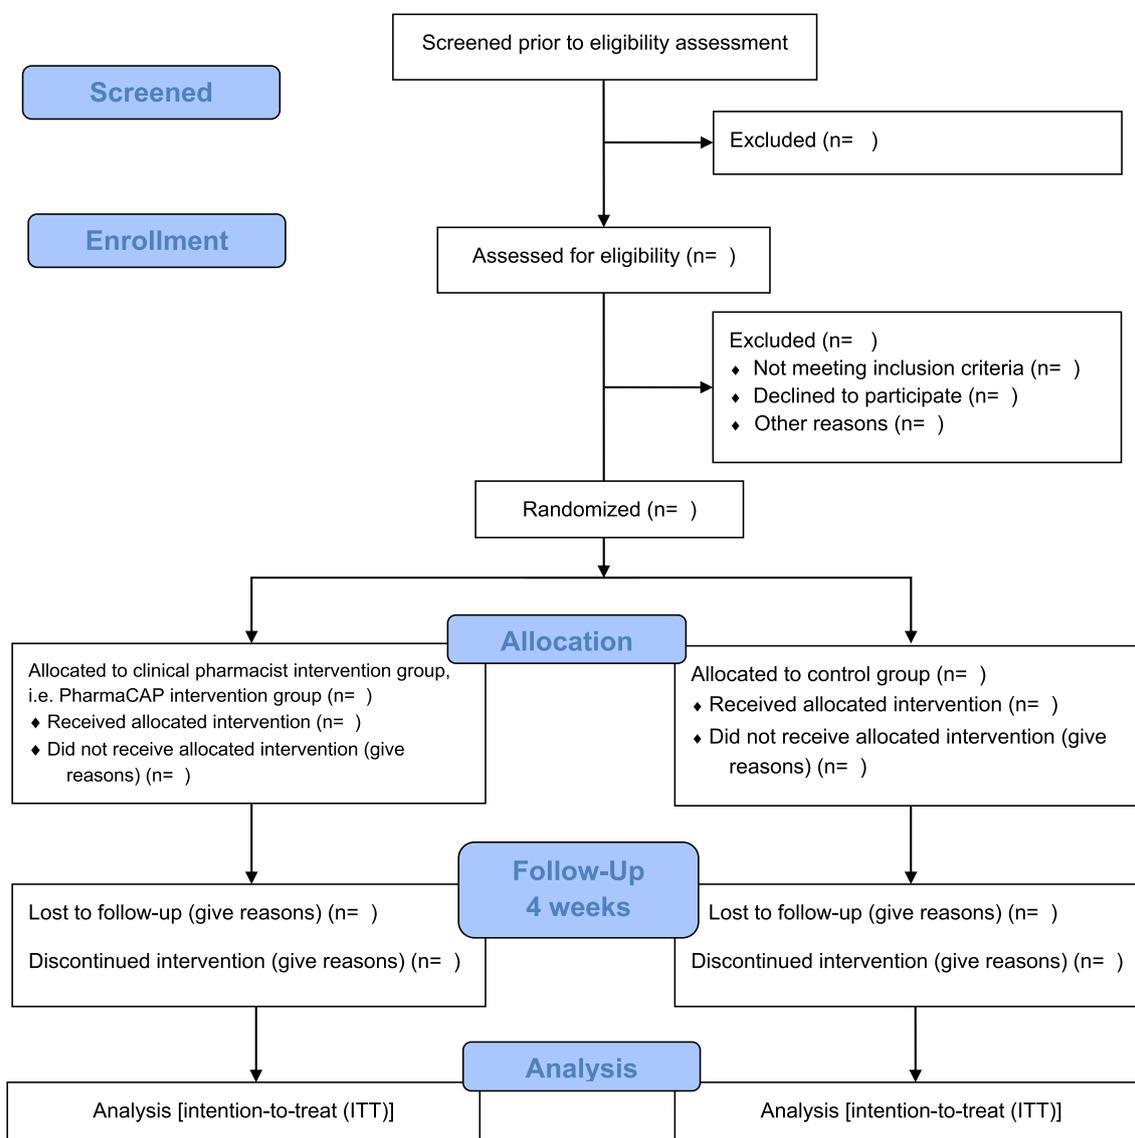 Screened prior to eligibility assessment
Screened
Excluded (n=   )
Enrollment
Assessed for eligibility (n=  )
Excluded (n=   )
♦ Not meeting inclusion criteria (n=  )
♦ Declined to participate (n=  )
♦ Other reasons (n=  )
Randomized (n=  )
Allocation
Allocated to clinical pharmacist intervention group,
i.e. PharmaCAP intervention group (n=  )
♦ Received allocated intervention (n=  )
♦ Did not receive allocated intervention (give
reasons) (n=  )
Allocated to control group (n=  )
♦ Received allocated intervention (n=  )
♦ Did not receive allocated intervention (give
reasons) (n=  )
Follow-Up
4 weeks
Lost to follow-up (give reasons) (n=  )
Discontinued intervention (give reasons) (n=  )
Lost to follow-up (give reasons) (n=  )
Discontinued intervention (give reasons) (n=  )
Analysis
Analysis [intention-to-treat (ITT)]
Analysis [intention-to-treat (ITT)]